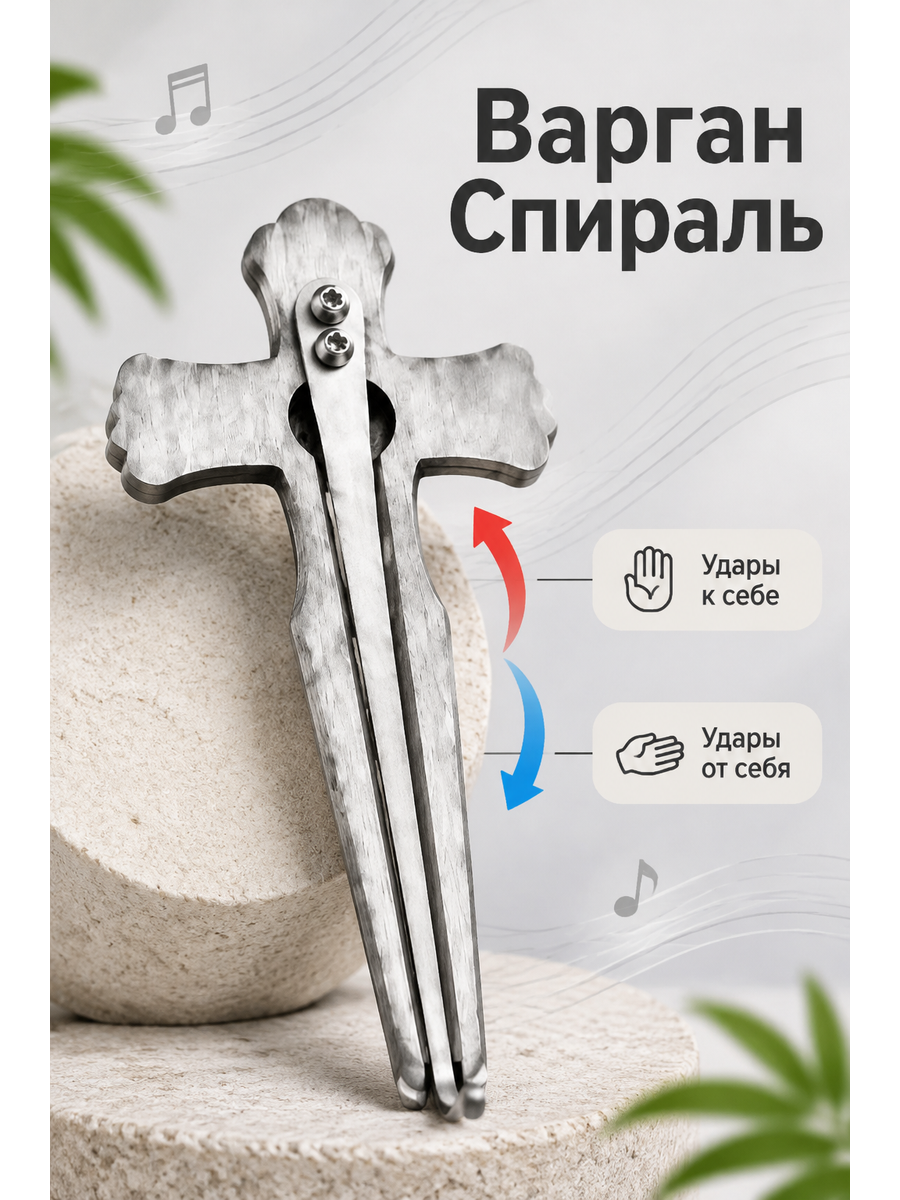 Варган
Спираль
Удары
к себе
Удары
от себя